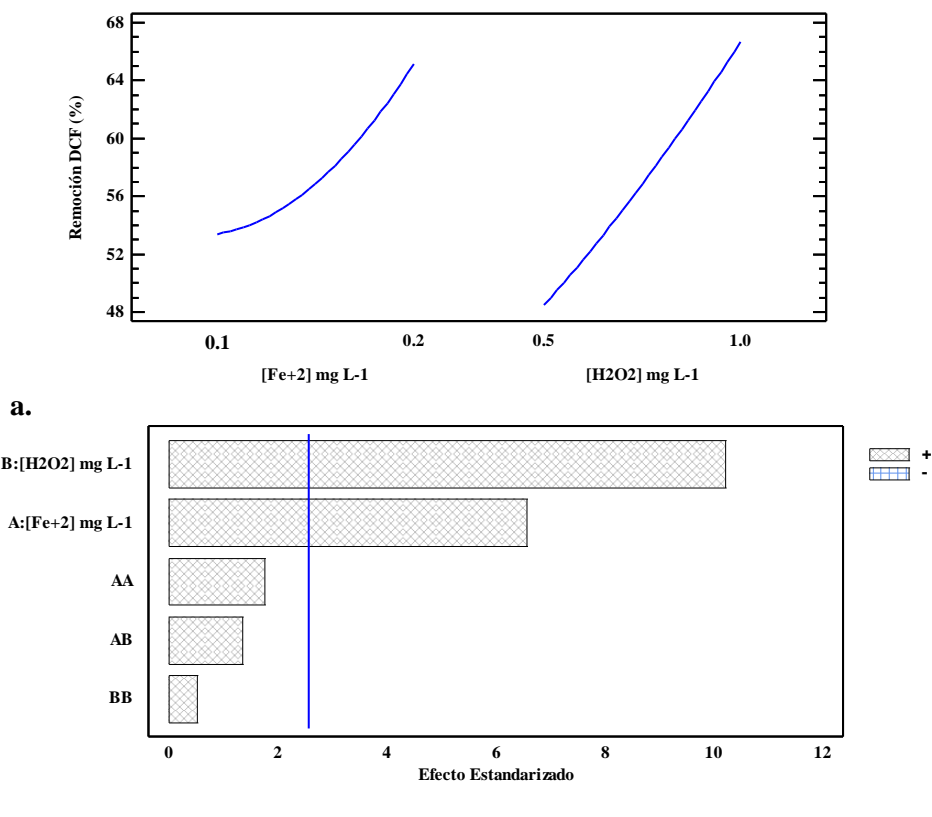 68
64
60
56
52
48
Remoción DCF (%)
0.1 0.2 0.5 1.0
[Fe+2] mg L-1 [H2O2] mg L-1
a.
B:[H2O2] mg L-1
A:[Fe+2] mg L-1
AA
AB
BB
+
-
0 2 4 6 8 10 12
Efecto Estandarizado